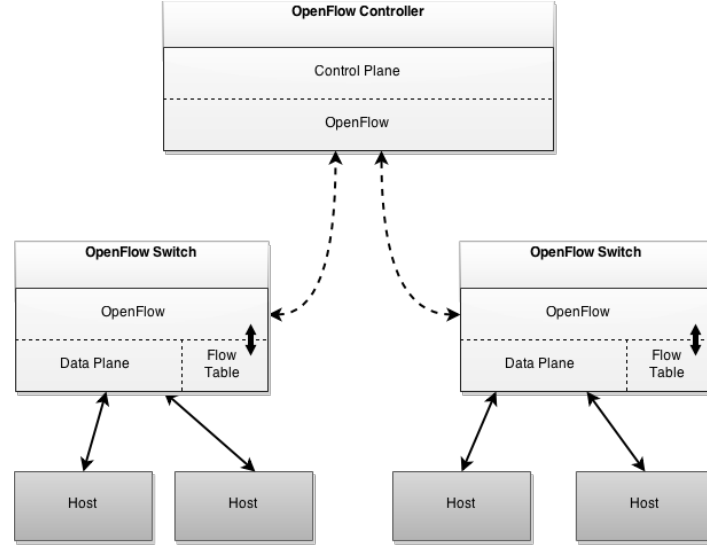 OpenFlow Controller
Control Plane
OpenFlow
OpenFlow Switch
OpenFlow
Data Plane
Flow
Table
OpenFlow Switch
OpenFlow
Data Plane
Flow
Table
Host
Host
Host
Host